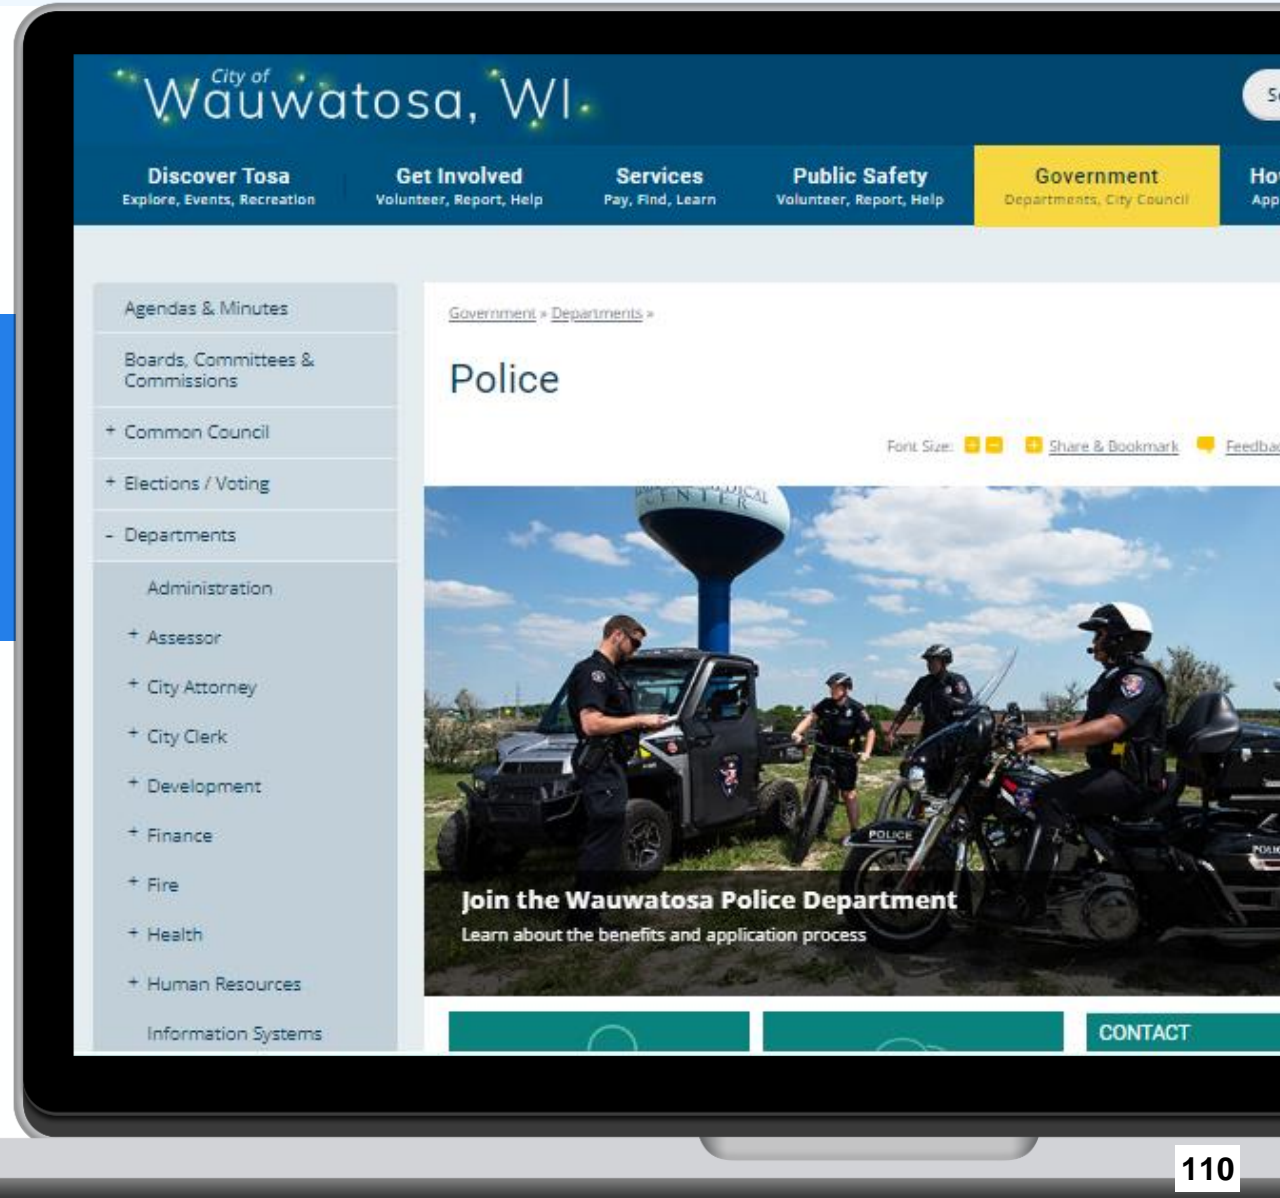 City of
Wauwatosa, WI
Discover Tosa
Explore, Events, Recreation
Get Involved
Volunteer, Report, Help
Services
Pay, Find, Learn
Public Safety
Volunteer, Report, Help
Government
Departments, City Council
Agendas & Minutes
Boards, Committees &
Commissions
+ Common Council
+ Elections / Voting
- Departments
Administration
+ Assessor
+ City Attorney
+ City Clerk
+ Development
+ Finance
+ Fire
+ Health
+ Human Resources
Information Systems
Government » Departments »
Police
Font Size: + - + Share & Bookmark
CENTER
POLICE
Join the Wauwatosa Police Department
Learn about the benefits and application process
CONTACT
110